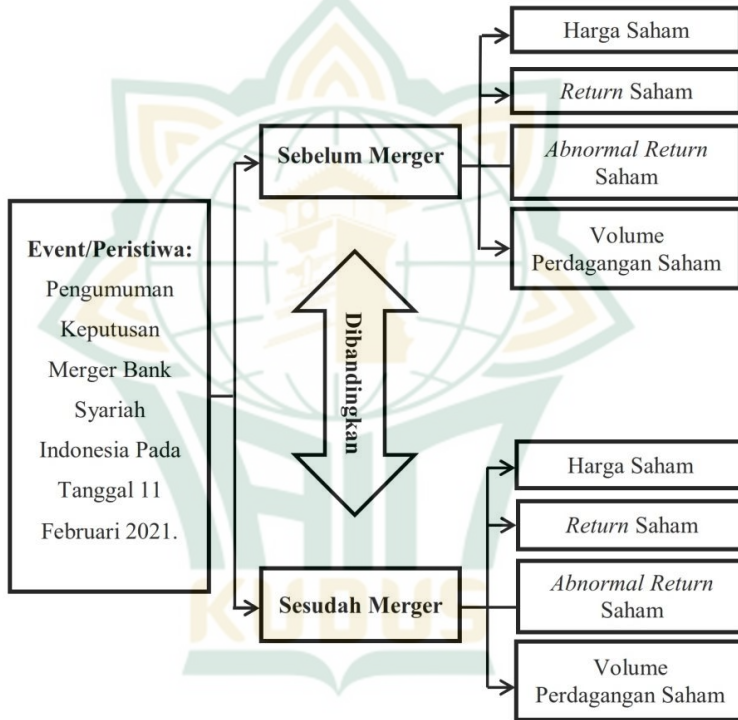 Event/Peristiwa:
Pengumuman
Keputusan
Merger Bank
Syariah
Indonesia Pada
Tanggal 11
Februari 2021.
Sebelum Merger
Harga Saham
Return Saham
Abnormal Return
Saham
Volume
Perdagangan Saham
Dibandingkan
Sesudah Merger
Harga Saham
Return Saham
Abnormal Return
Saham
Volume
Perdagangan Saham
KUDUS